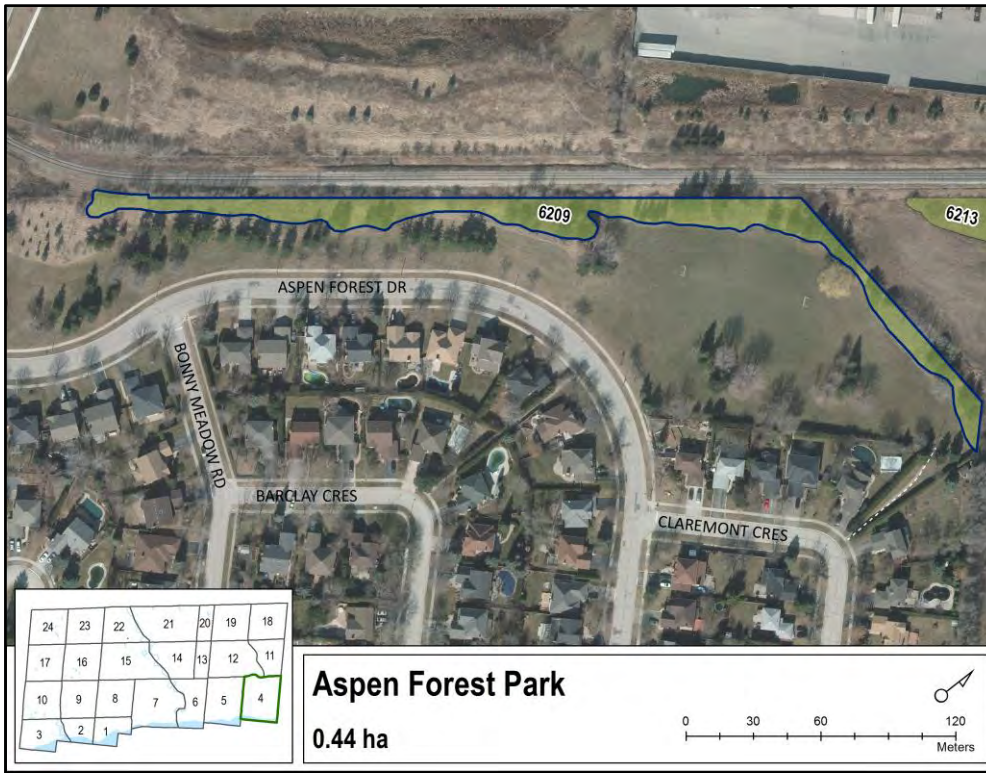 6209
6213
ASPEN FOREST DR
BONNY MEADOW RD
BARCLAY CRES
CLAREMONT CRES
24 23 22 21 20 19 18
17 16 15 14 13 12 11
10 9 8 7 6 5 4
3 2 1
Aspen Forest Park
0.44 ha
0 30 60 120
Meters